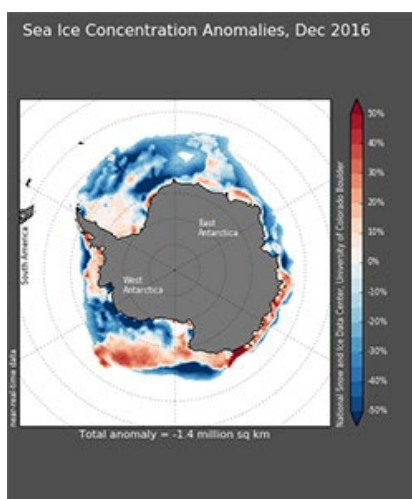 Sea Ice Concentration Anomalies, Dec 2016
50%
40%
30%
20%
10%
0%
-10%
-20%
-30%
-40%
-50%
East
Antarctica
West
Antarctica
South America
near-real-time data
National Snow and Ice Data Center, University of Colorado Boulder
Total anomaly = -1.4 million sq km